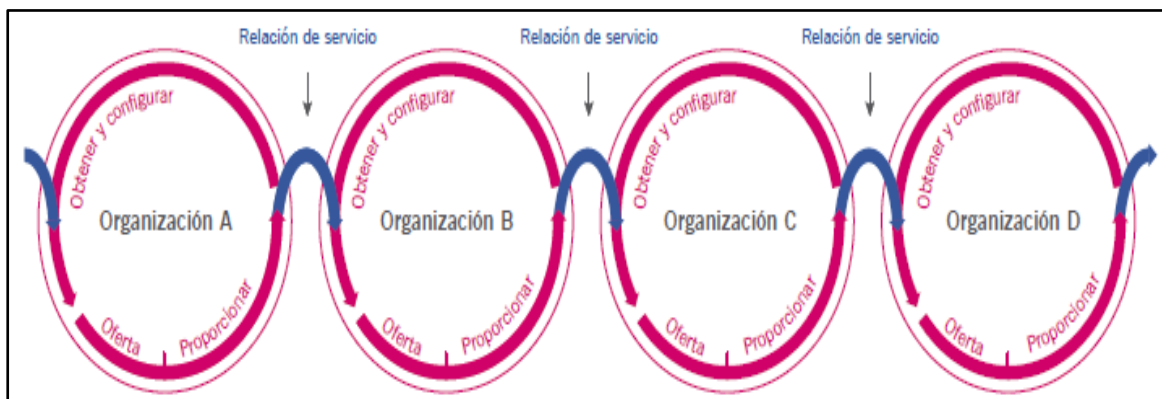 Relación de servicio
Relación de servicio
Relación de servicio
Obtener y configurar
Organización A
Oferta
Proporcionar
Obtener y configurar
Organización B
Oferta
Proporcionar
Obtener y configurar
Organización C
Oferta
Proporcionar
Obtener y configurar
Organización D
Oferta
Proporcionar